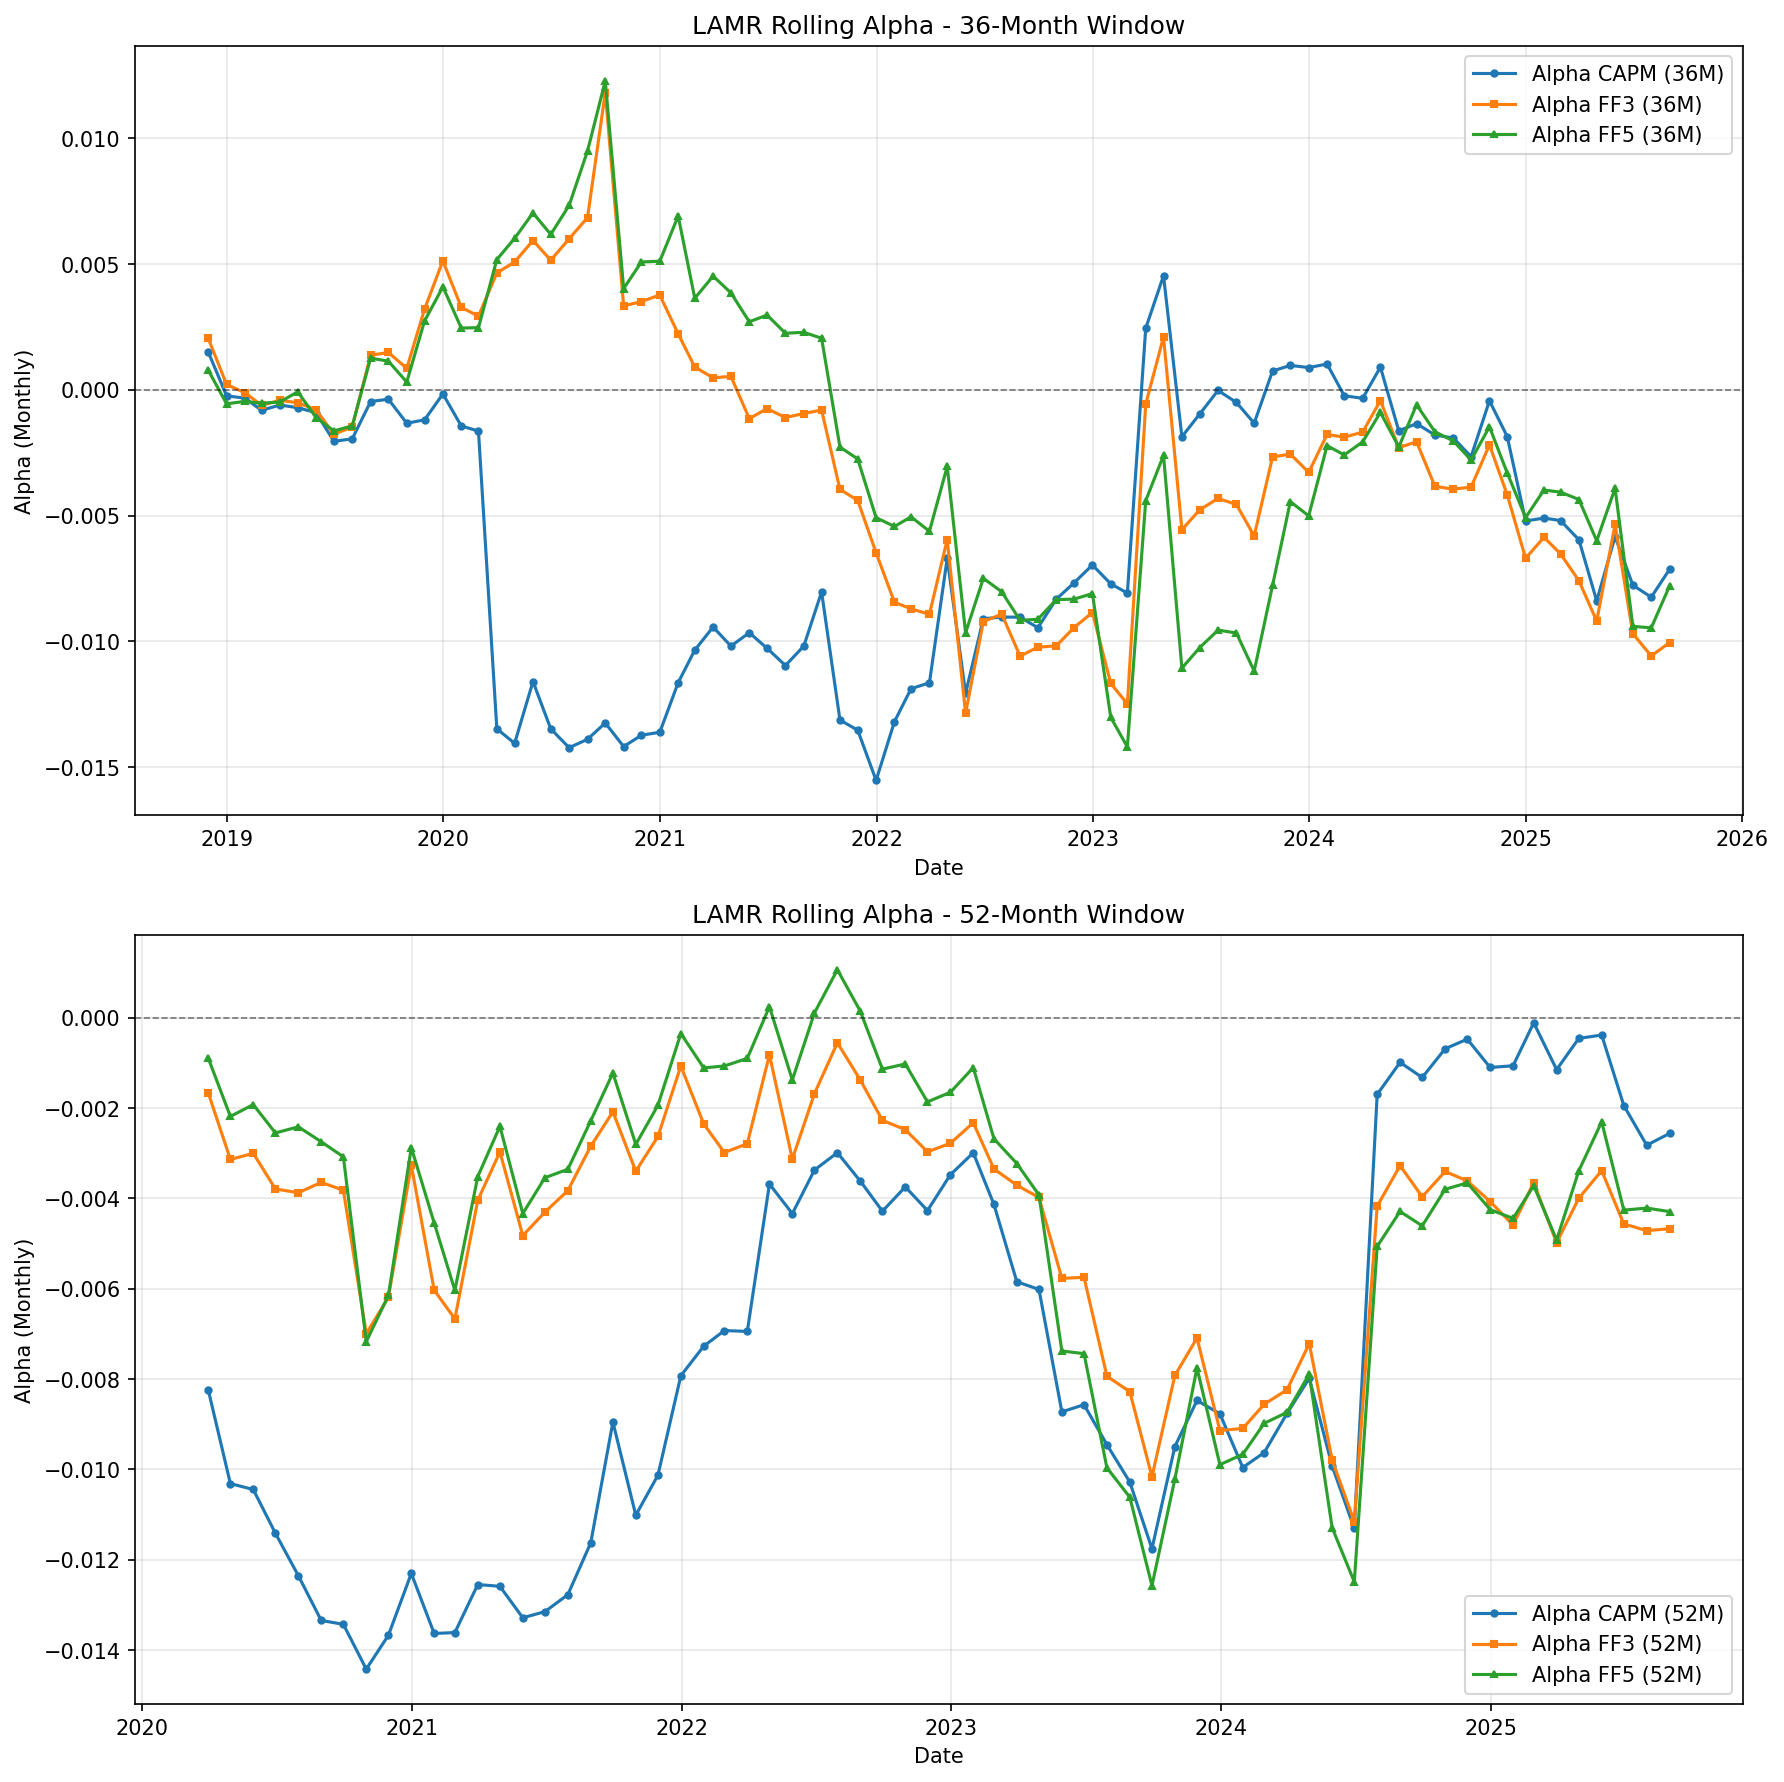 LAMR Rolling Alpha - 36-Month Window
Alpha CAPM (36M)
Alpha FF3 (36M)
Alpha FF5 (36M)
0.010
0.005
0.000
−0.005
−0.010
−0.015
Alpha (Monthly)
2019 2020 2021 2022 2023 2024 2025 2026
Date
LAMR Rolling Alpha - 52-Month Window
0.000
−0.002
−0.004
−0.006
−0.008
−0.010
−0.012
−0.014
Alpha (Monthly)
Alpha CAPM (52M)
Alpha FF3 (52M)
Alpha FF5 (52M)
2020 2021 2022 2023 2024 2025
Date